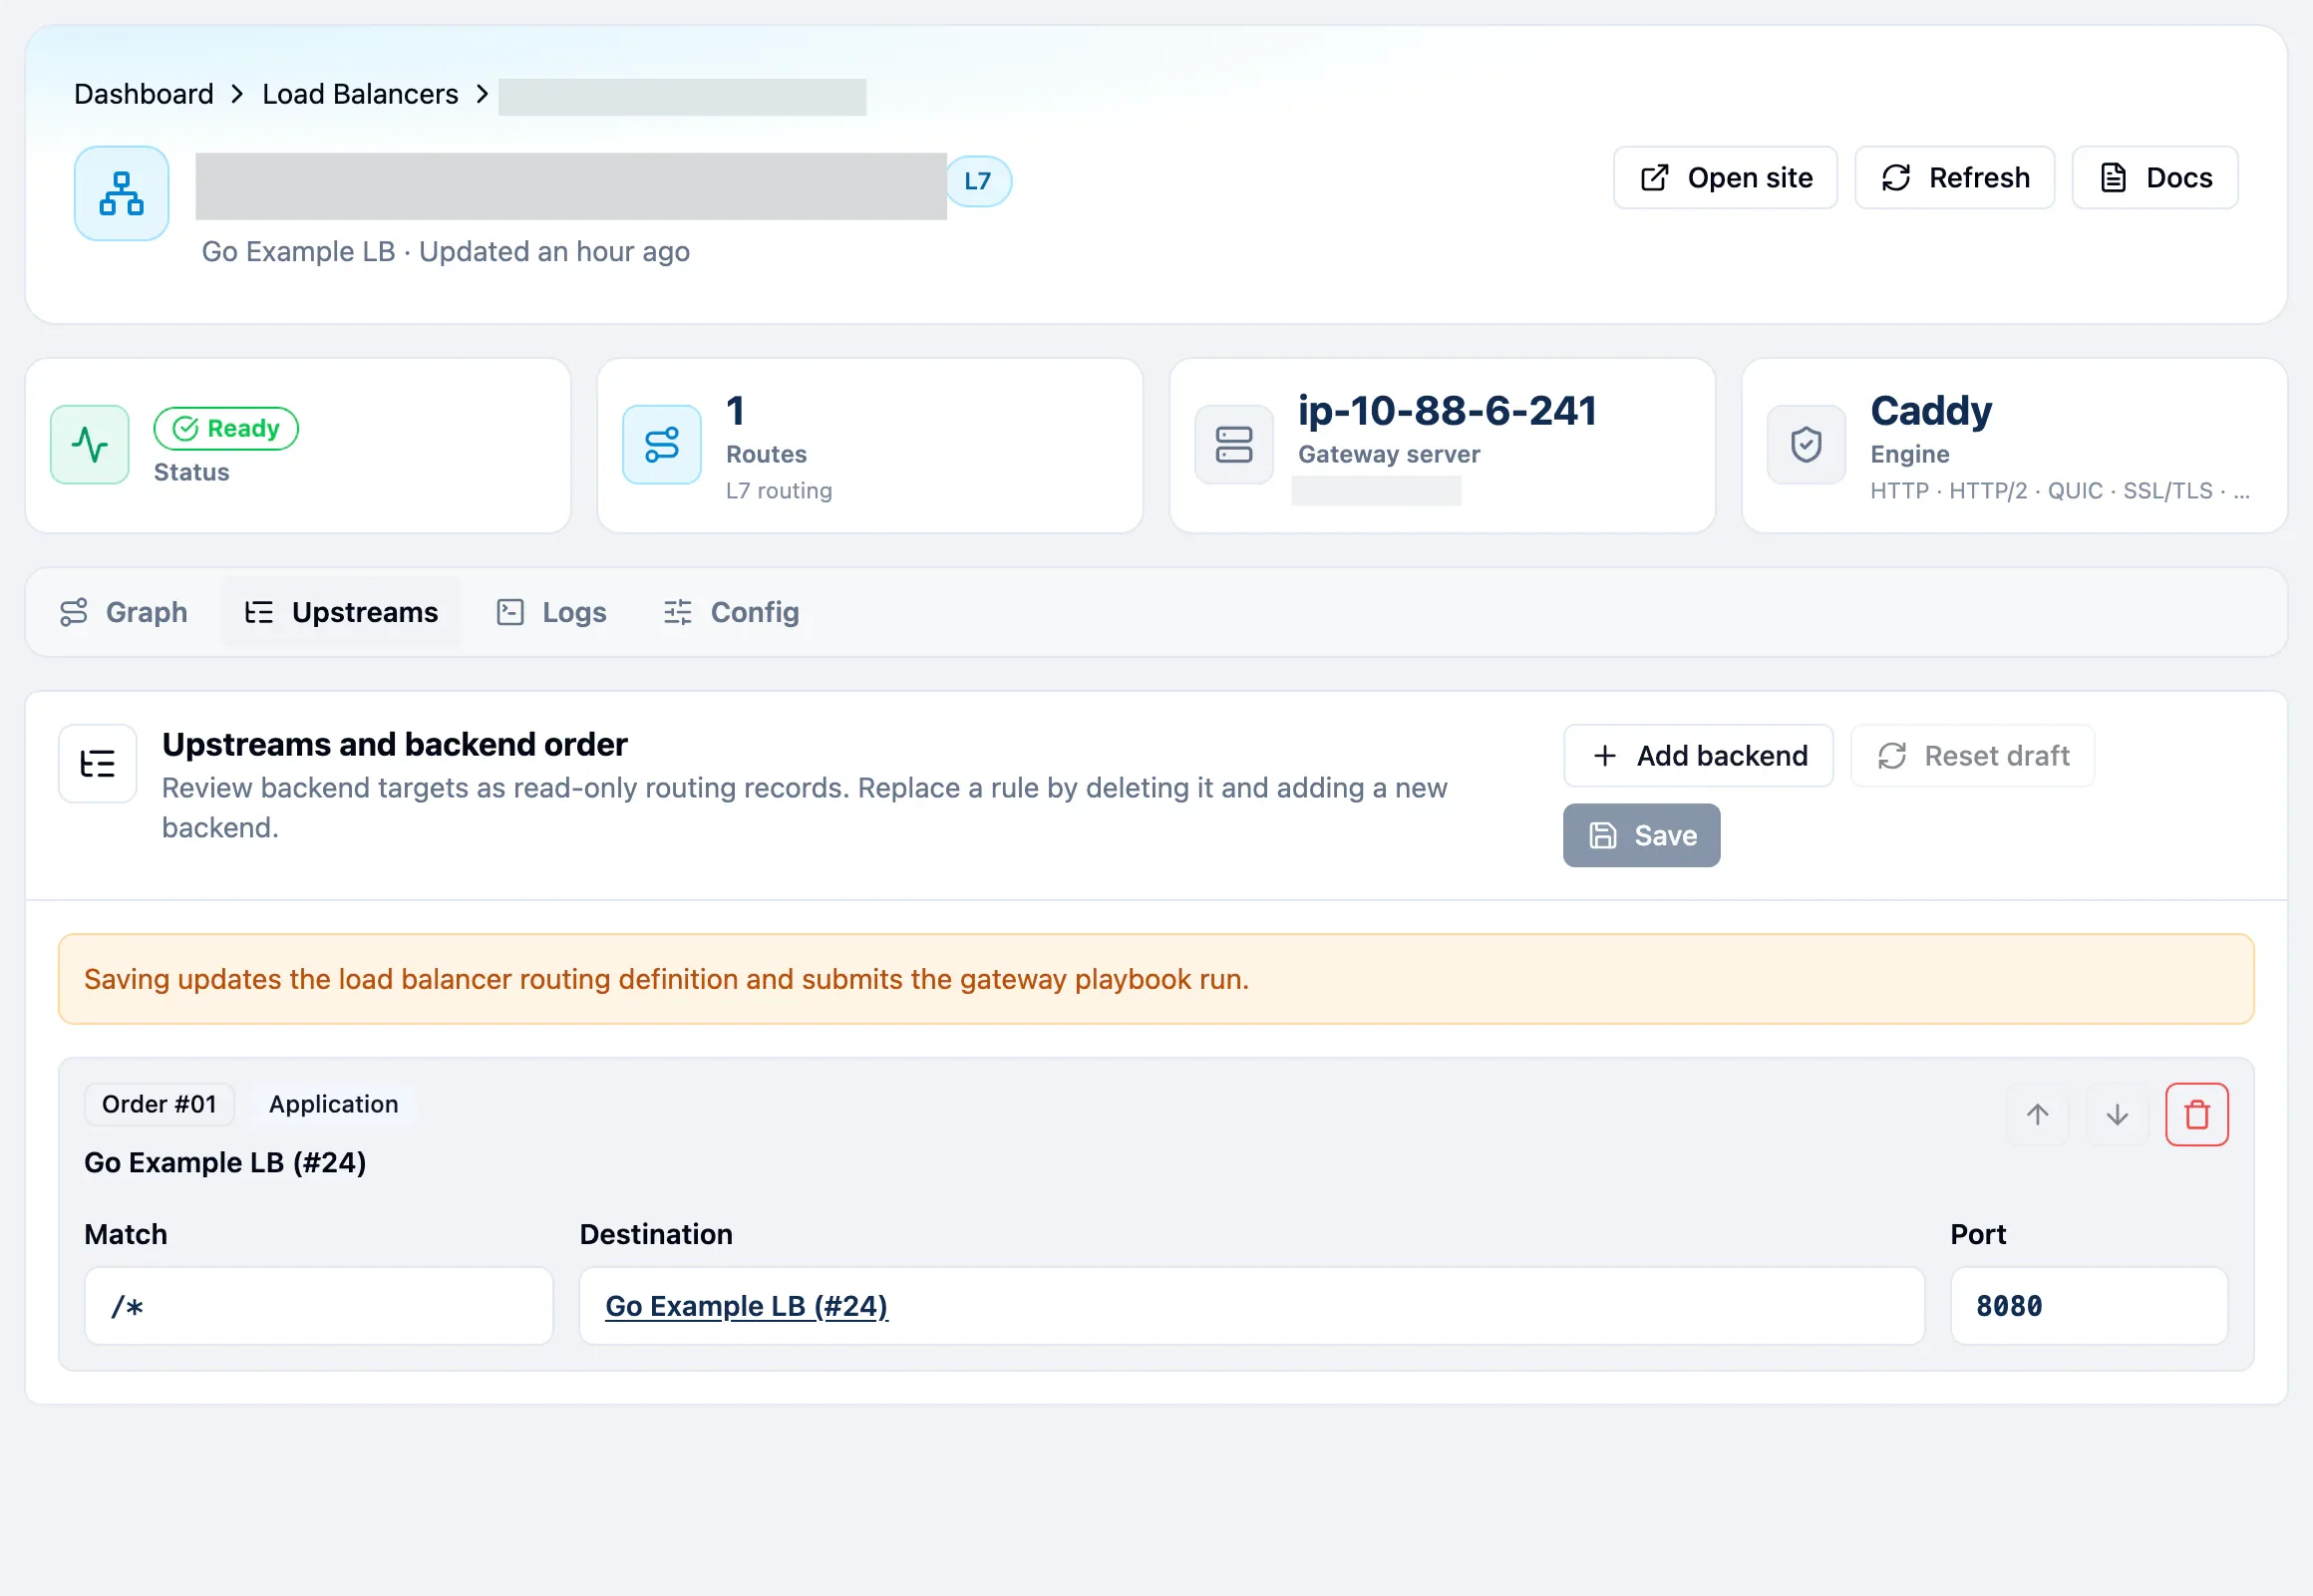 Dashboard > Load Balancers >
L7
Open site
Refresh
Docs
Go Example LB · Updated an hour ago
Ready
Status
1
Routes
L7 routing
ip-10-88-6-241
Gateway server
Caddy
Engine
HTTP · HTTP/2 · QUIC · SSL/TLS · ...
Graph
Upstreams
Logs
Config
Upstreams and backend order
Review backend targets as read-only routing records. Replace a rule by deleting it and adding a new
backend.
Add backend
Reset draft
Save
Saving updates the load balancer routing definition and submits the gateway playbook run.
Order #01
Application
Go Example LB (#24)
Match
Destination
Port
/*
Go Example LB (#24)
8080